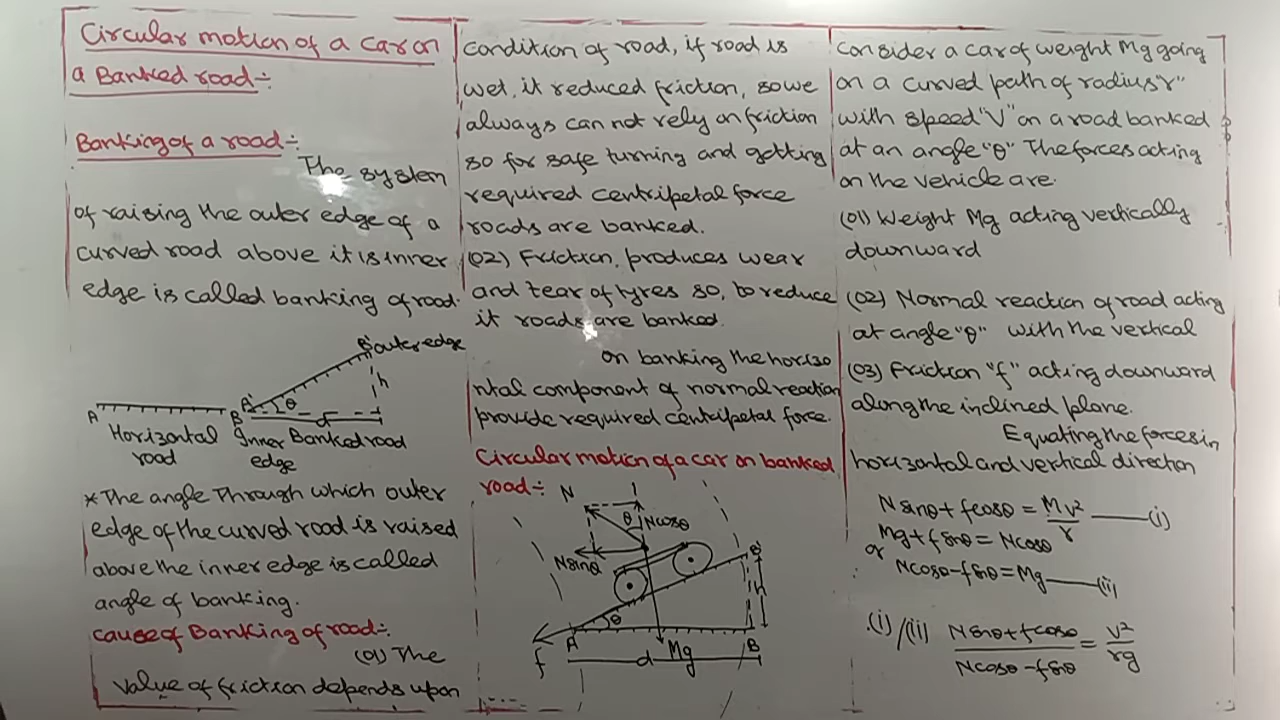 Circular motion of a car on
a Banked road:-
Banking of a road:-
The system
of raising the outer edge of a
curved road above it is inner
edge is called banking of road.
B' outer edge
h
A' θ
A B d
Horizontal Inner Banked road
road edge
*The angle Through which outer
edge of the curved road is raised
above the inner edge is called
angle of banking.
Cause of Banking of road:-
(01) The
value of friction depends upon
condition of road, if road is
wet, it reduced friction, so we
always can not rely on friction
so for safe turning and getting
required centripetal force
roads are banked.
(02) Friction, produces wear
and tear of tyres so, to reduce
it roads are banked.
on banking the horizo
ntal component of normal reaction
provide required centripetal force.
Circular motion of a car on banked
road:-
N
θ Ncosθ
Nsinθ
B'
h
θ
A B
f Mg
d
Consider a car of weight Mg going
on a curved path of radius "r"
with speed "V" on a road banked
at an angle "θ" The forces acting
on the vehicle are.
(01) Weight Mg acting vertically
downward
(02) Normal reaction of road acting
at angle "θ" with the vertical
(03) Friction "f" acting downward
along the inclined plane.
Equating the forces in
horizontal and vertical direction
Nsinθ + fcosθ = Mv²/r —— (i)
Mg + fsinθ = Ncosθ
or
Ncosθ - fsinθ = Mg —— (ii)
(i)/(ii) Nsinθ + fcosθ / Ncosθ - fsinθ = V²/rg